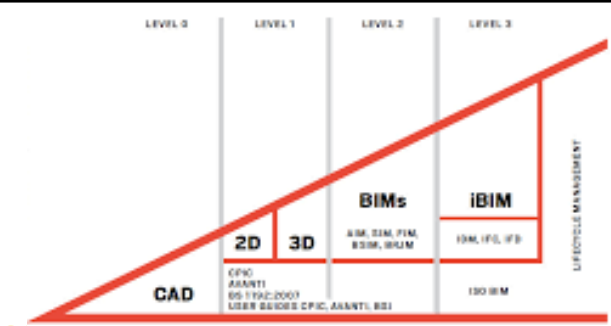 LEVEL 0
LEVEL 1
LEVEL 2
LEVEL 3
BIMs
iBIM
2D
3D
AIM, SIM, FIM,
BSIM, BRIM
IDM, IFC, IFD
CAD
CPIC
AVANTI
BS 1192:2007
USER GUIDES CPIC, AVANTI, BSI
ISO BIM
LIFECYCLE MANAGEMENT